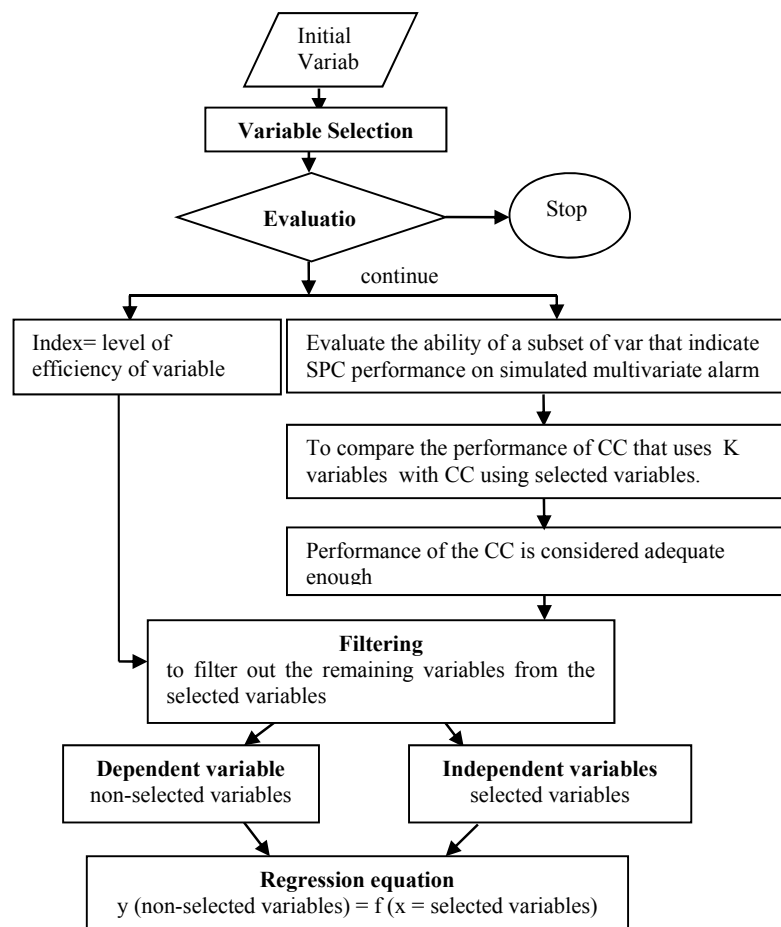 Initial
Variab
Variable Selection
Evaluatio
Stop
continue
Index= level of
efficiency of variable
Evaluate the ability of a subset of var that indicate
SPC performance on simulated multivariate alarm
To compare the performance of CC that uses K
variables with CC using selected variables.
Performance of the CC is considered adequate
enough
Filtering
to filter out the remaining variables from the
selected variables
Dependent variable
non-selected variables
Independent variables
selected variables
Regression equation
y (non-selected variables) = f (x = selected variables)